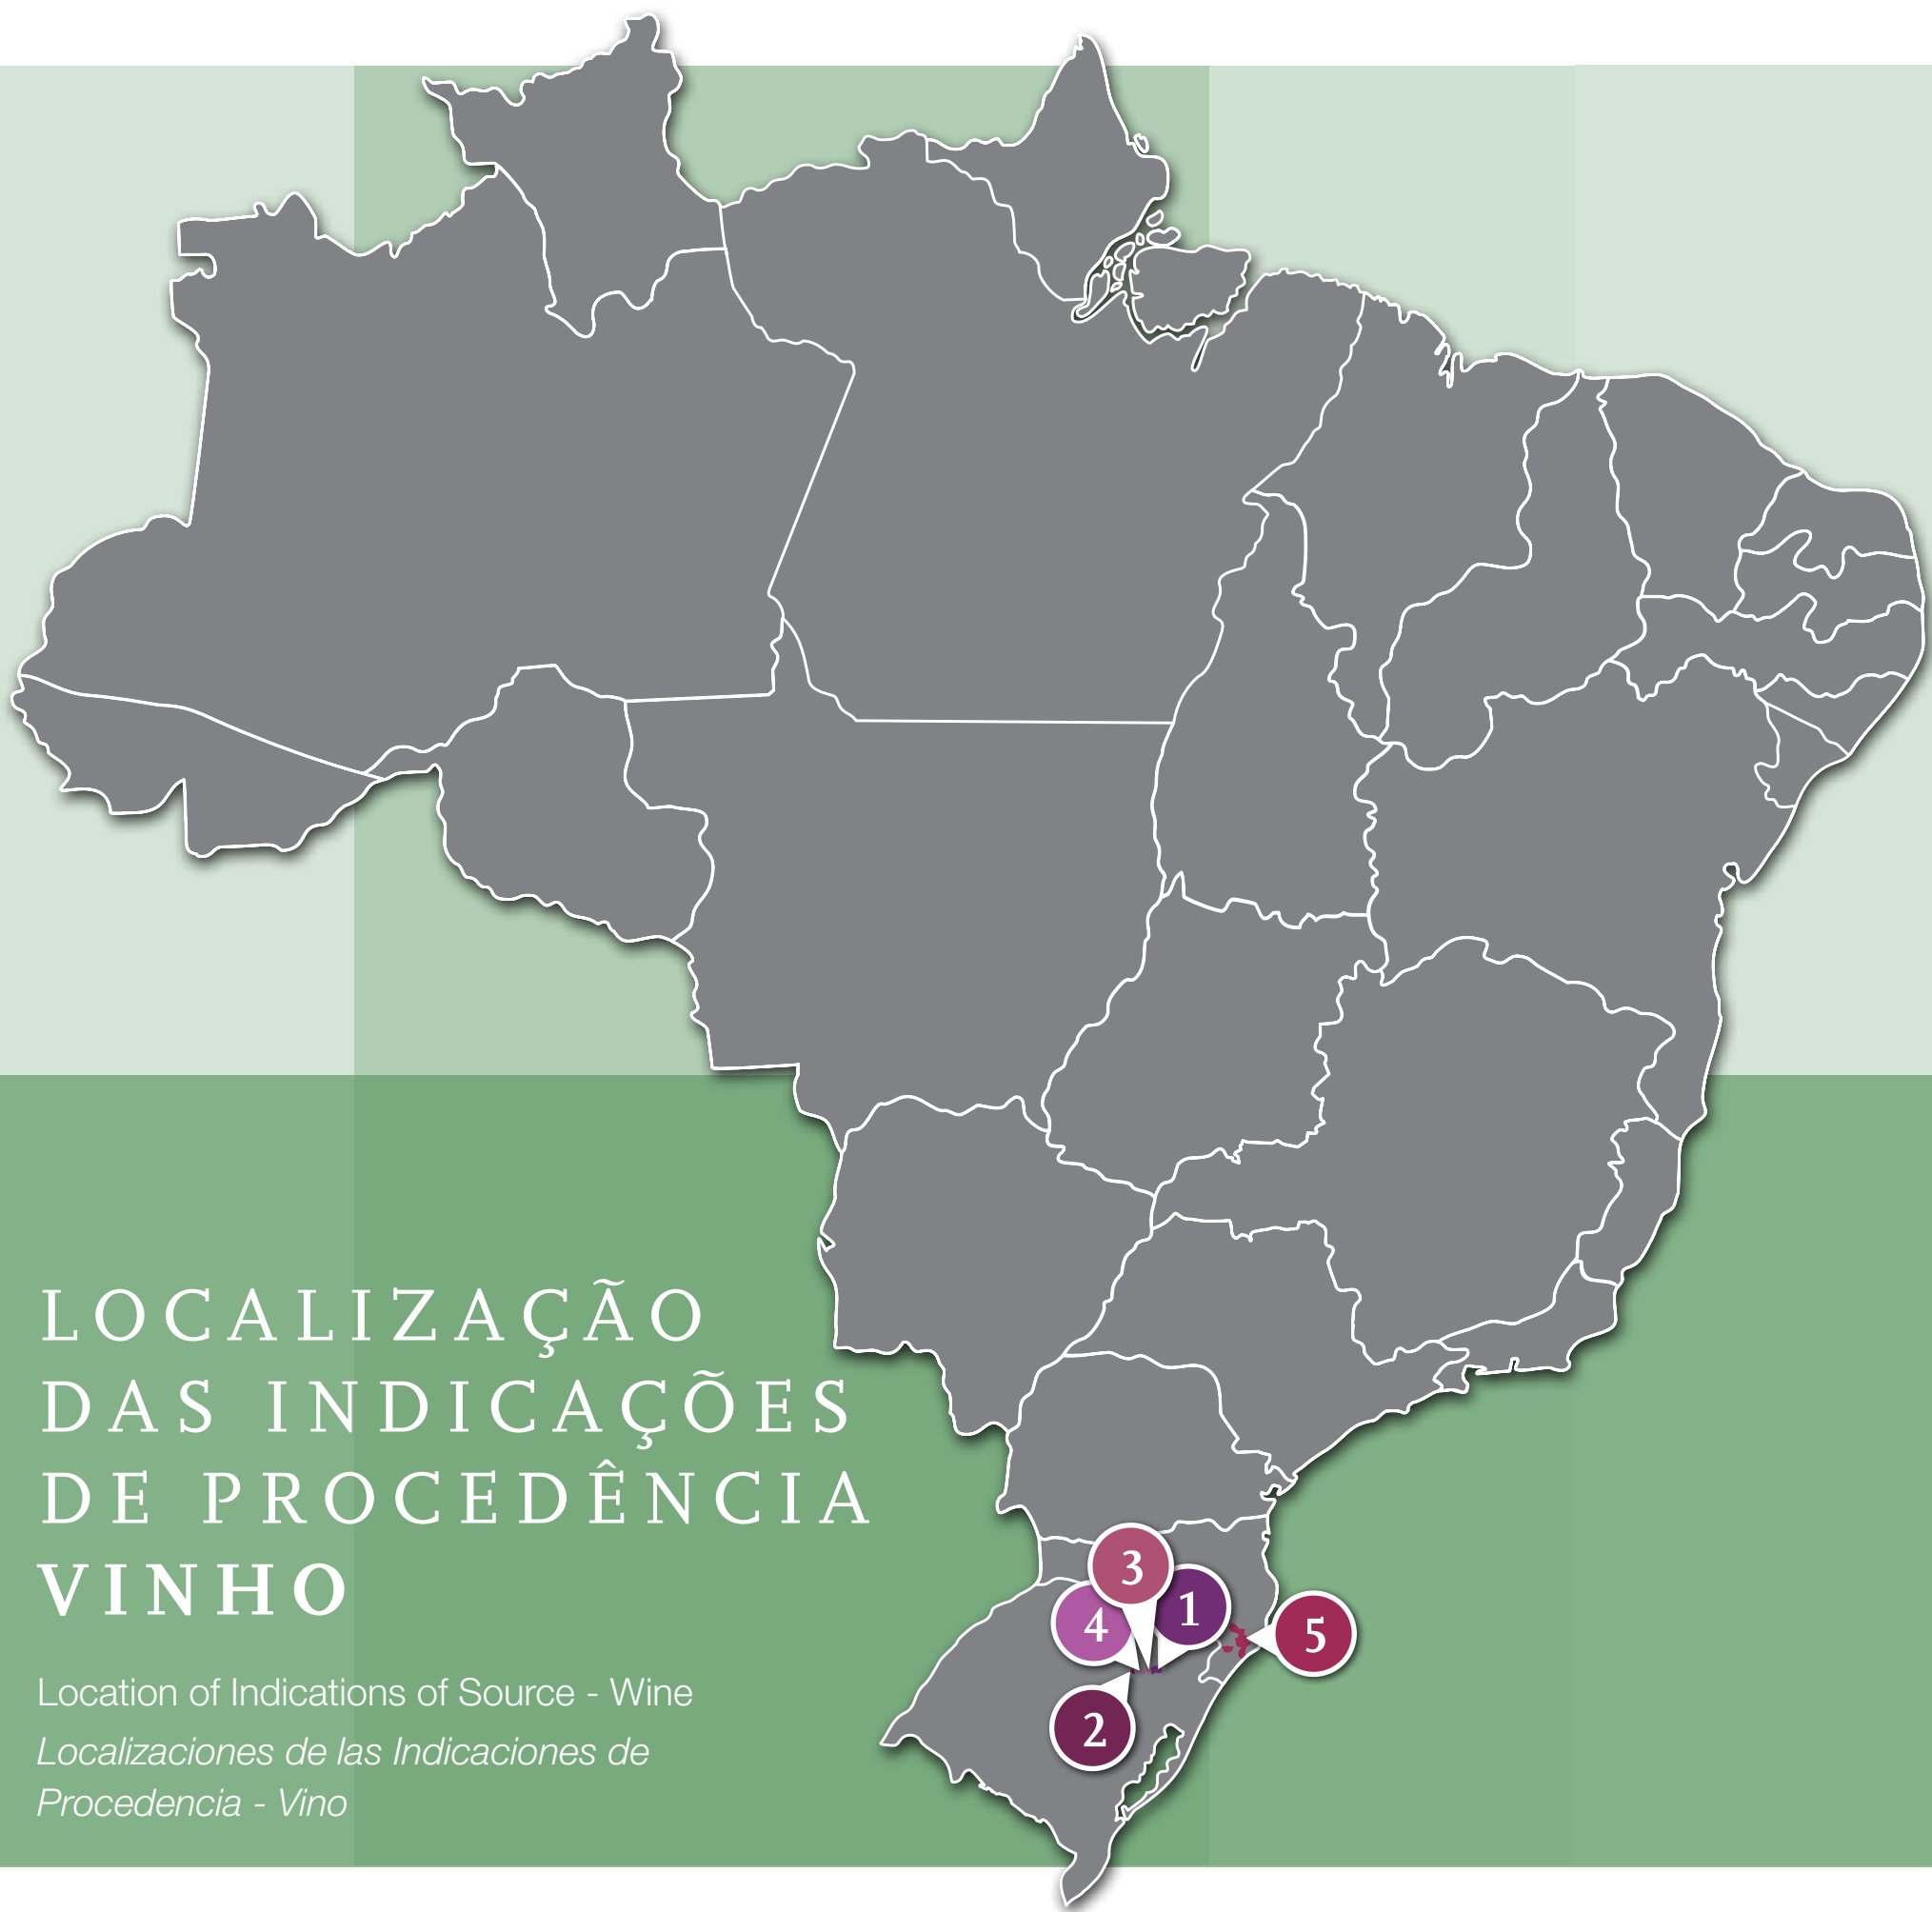 LOCALIZAÇÃO
DAS INDICAÇÕES
DE PROCEDÊNCIA
VINHO
Location of Indications of Source - Wine
Localizaciones de las Indicaciones de
Procedencia - Vino
3
1
4
5
2